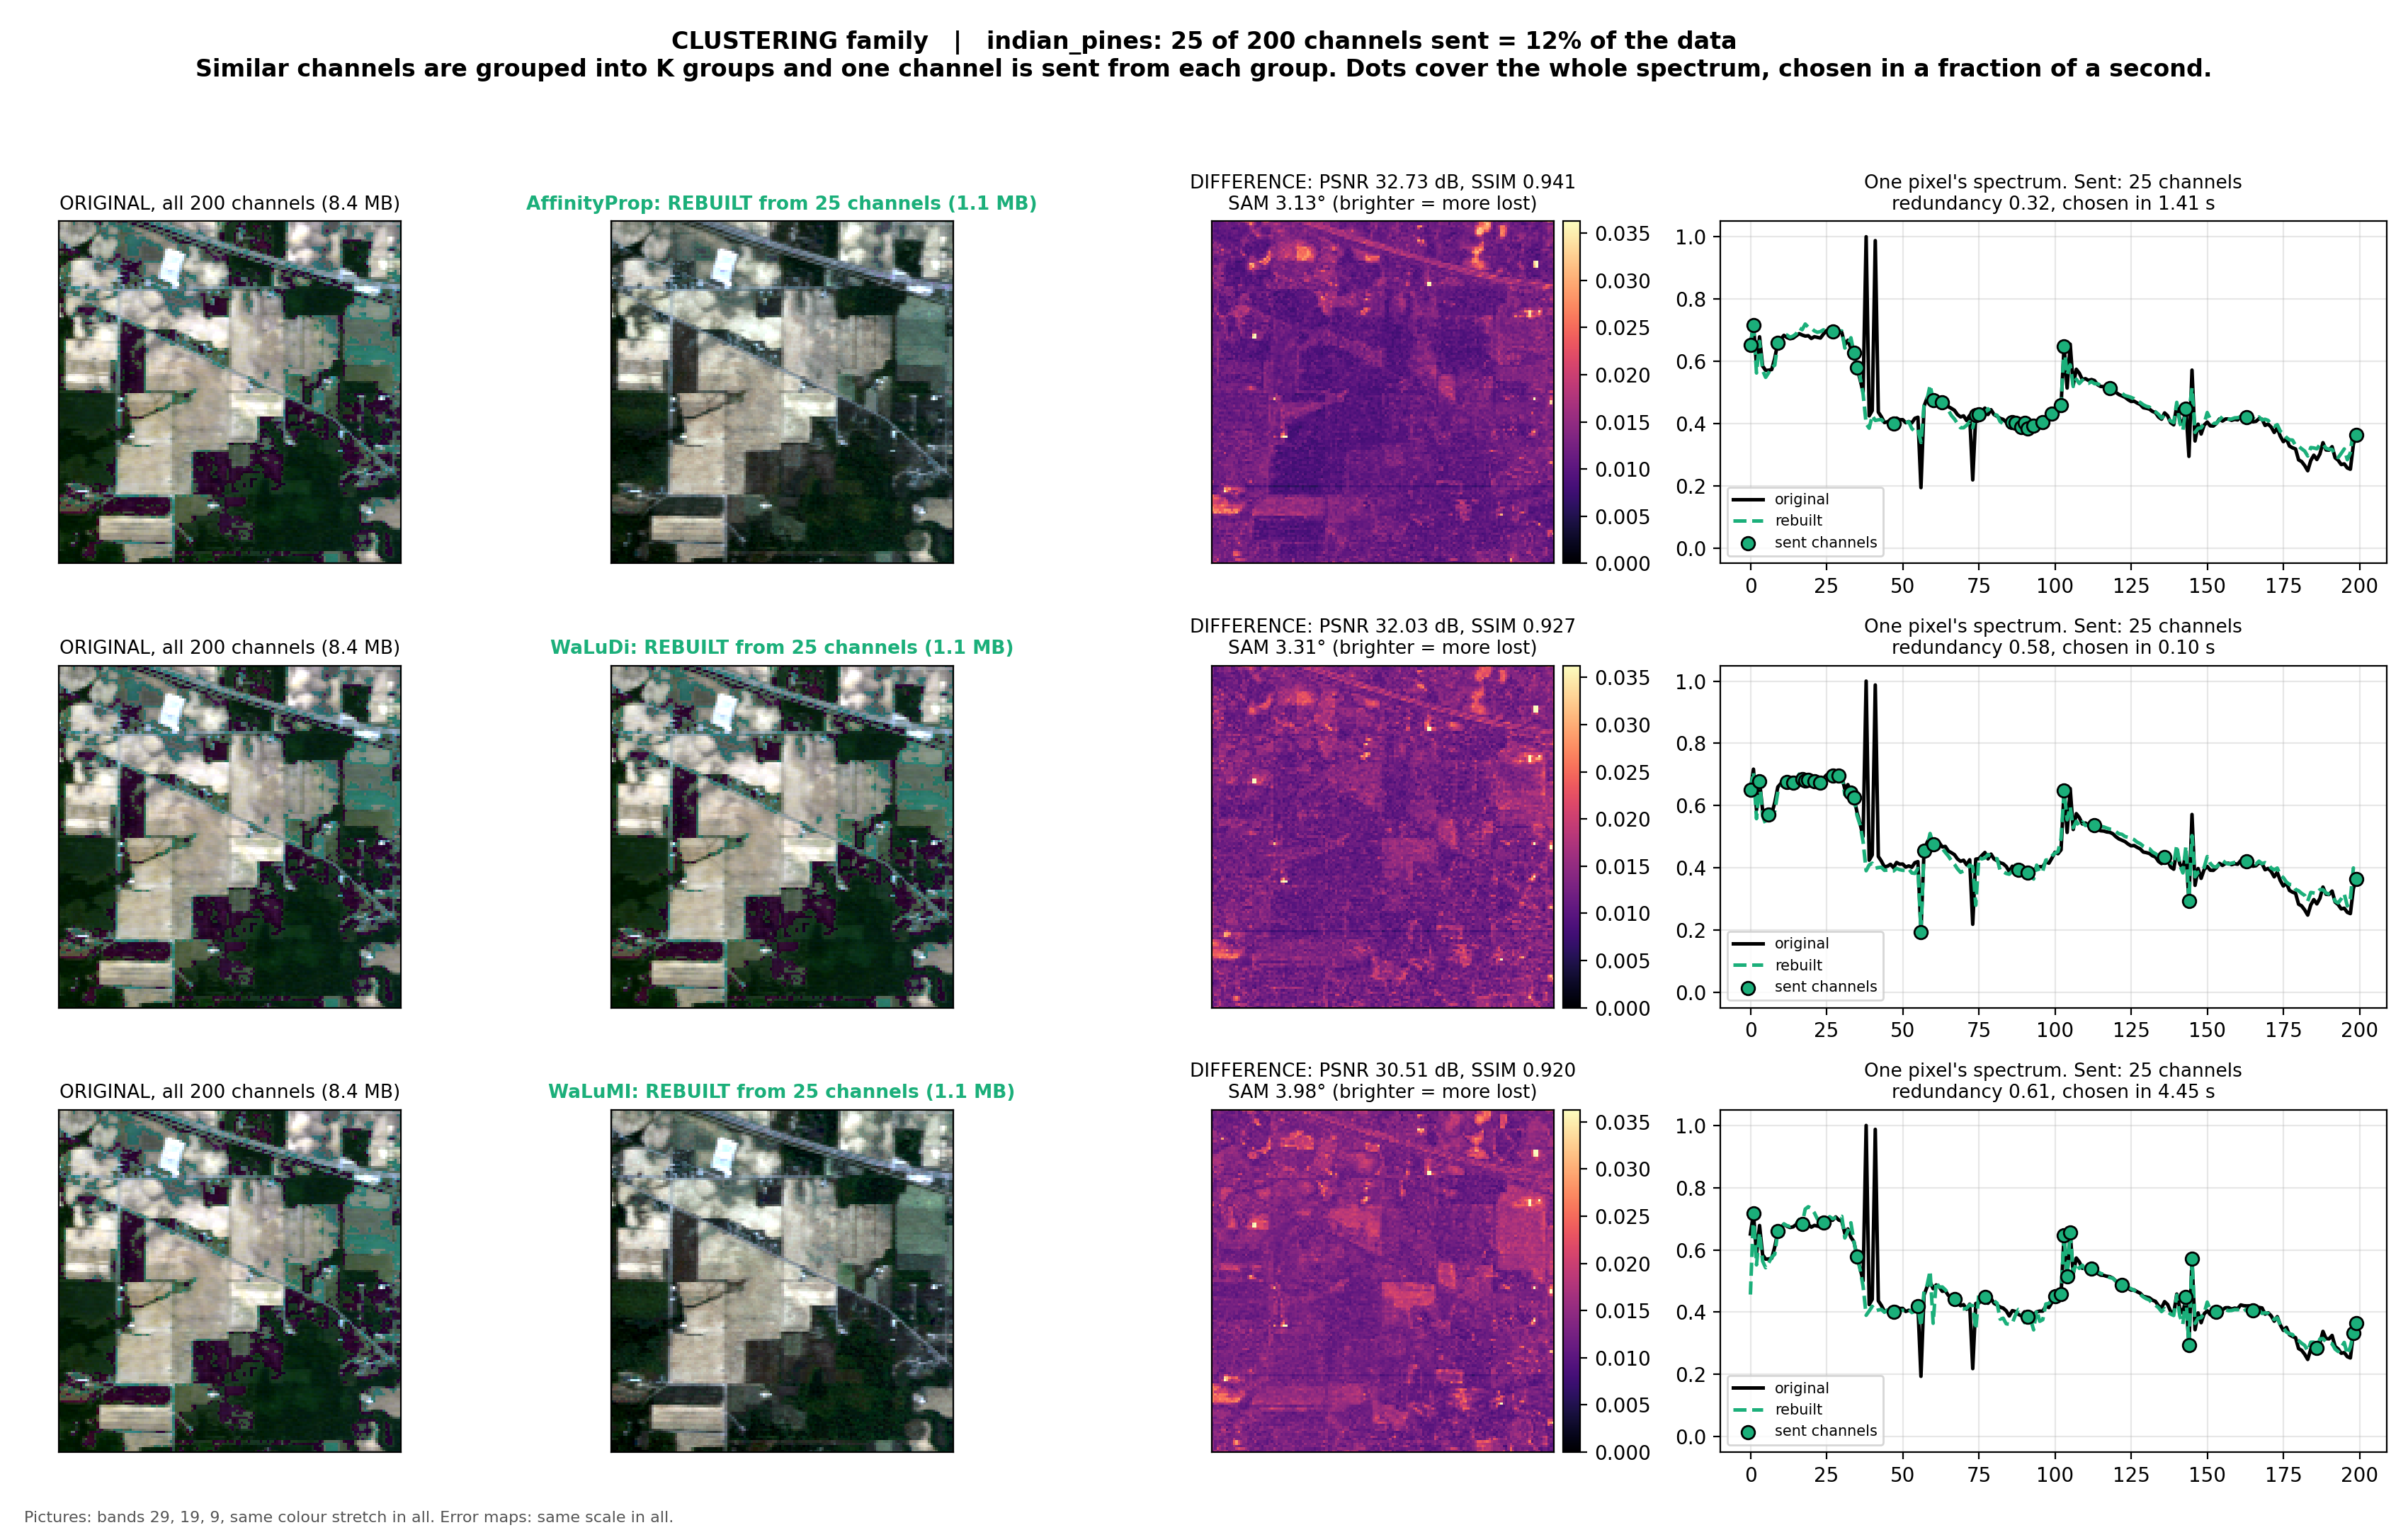 CLUSTERING family | indian_pines: 25 of 200 channels sent = 12% of the data
Similar channels are grouped into K groups and one channel is sent from each group. Dots cover the whole spectrum, chosen in a fraction of a second.
ORIGINAL, all 200 channels (8.4 MB)
AffinityProp: REBUILT from 25 channels (1.1 MB)
DIFFERENCE: PSNR 32.73 dB, SSIM 0.941
SAM 3.13° (brighter = more lost)
0.035
0.030
0.025
0.020
0.015
0.010
0.005
0.000
One pixel's spectrum. Sent: 25 channels
redundancy 0.32, chosen in 1.41 s
1.0
0.8
0.6
0.4
0.2
0.0
original
rebuilt
sent channels
0 25 50 75 100 125 150 175 200
ORIGINAL, all 200 channels (8.4 MB)
WaLuDi: REBUILT from 25 channels (1.1 MB)
DIFFERENCE: PSNR 32.03 dB, SSIM 0.927
SAM 3.31° (brighter = more lost)
0.035
0.030
0.025
0.020
0.015
0.010
0.005
0.000
One pixel's spectrum. Sent: 25 channels
redundancy 0.58, chosen in 0.10 s
1.0
0.8
0.6
0.4
0.2
0.0
original
rebuilt
sent channels
0 25 50 75 100 125 150 175 200
ORIGINAL, all 200 channels (8.4 MB)
WaLuMI: REBUILT from 25 channels (1.1 MB)
DIFFERENCE: PSNR 30.51 dB, SSIM 0.920
SAM 3.98° (brighter = more lost)
0.035
0.030
0.025
0.020
0.015
0.010
0.005
0.000
One pixel's spectrum. Sent: 25 channels
redundancy 0.61, chosen in 4.45 s
1.0
0.8
0.6
0.4
0.2
0.0
original
rebuilt
sent channels
0 25 50 75 100 125 150 175 200
Pictures: bands 29, 19, 9, same colour stretch in all. Error maps: same scale in all.